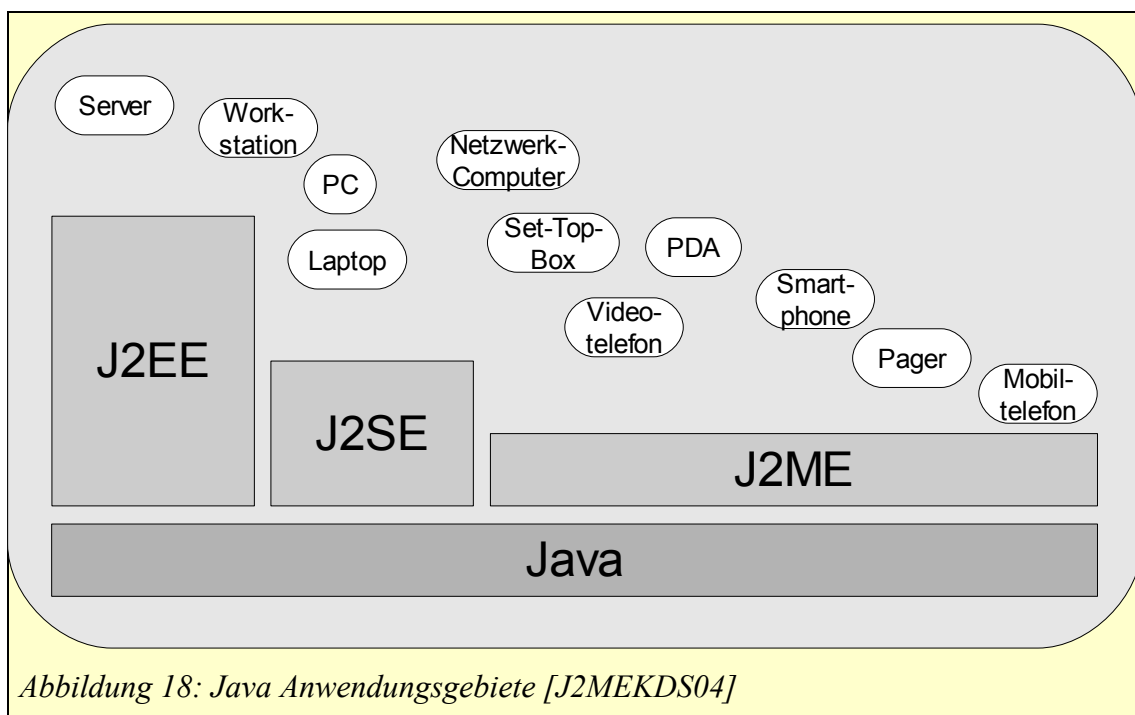 Server
Work-
station
PC
Laptop
Netzwerk-
Computer
Set-Top-
Box
PDA
Video-
telefon
Smart-
phone
Pager
Mobil-
telefon
J2EE
J2SE
J2ME
Java
Abbildung 18: Java Anwendungsgebiete [J2MEKDS04]